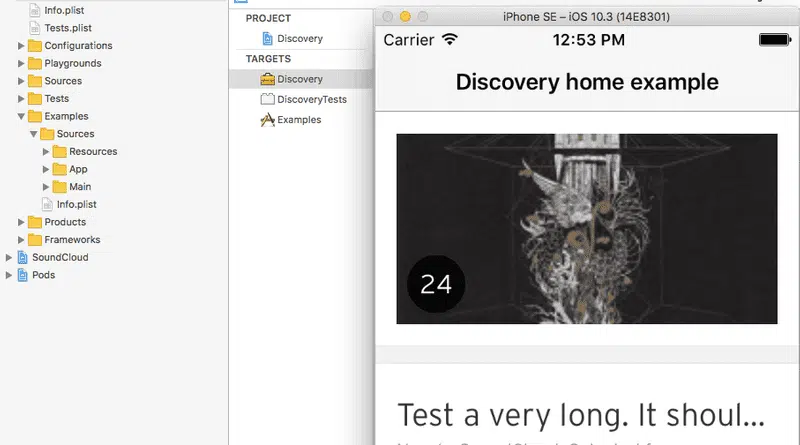 Info.plist
Tests.plist
Configurations
Playgrounds
Sources
Tests
Examples
Sources
Resources
App
Main
Info.plist
Products
Frameworks
SoundCloud
Pods
PROJECT
Discovery
TARGETS
Discovery
DiscoveryTests
Examples
iPhone SE – iOS 10.3 (14E8301)
Carrier 12:53 PM
Discovery home example
24
Test a very long. It shoul...